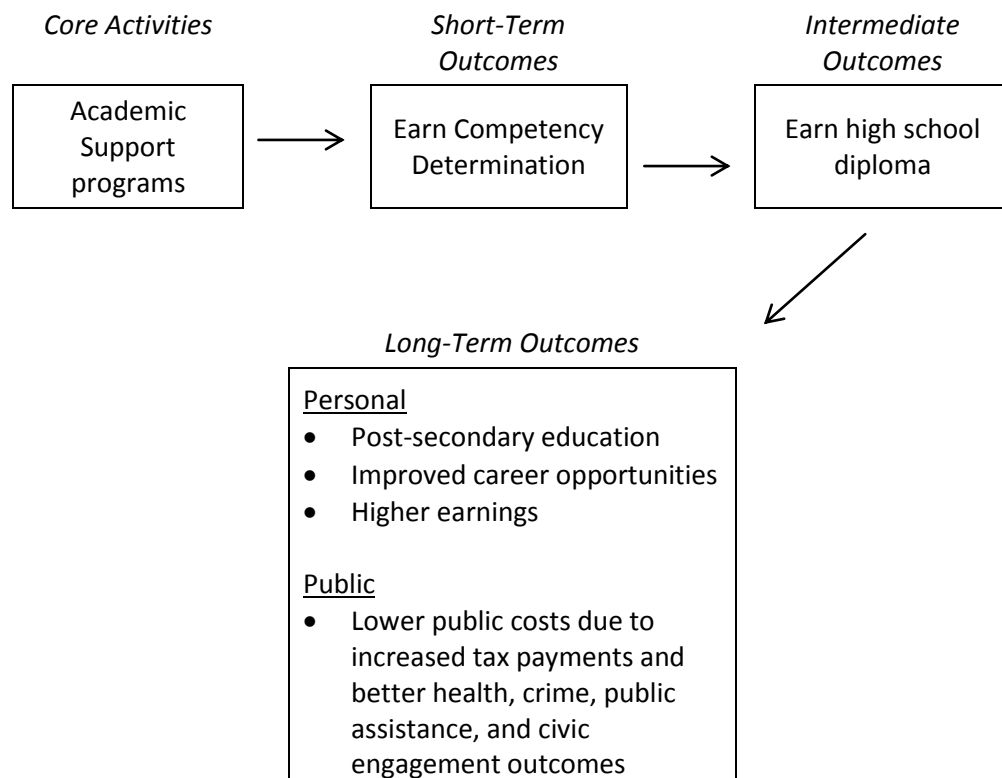 Core Activities
Short-Term
Outcomes
Intermediate
Outcomes
Academic
Support
programs
Earn Competency
Determination
Earn high school
diploma
Long-Term Outcomes
Personal
• Post-secondary education
• Improved career opportunities
• Higher earnings
Public
• Lower public costs due to
increased tax payments and
better health, crime, public
assistance, and civic
engagement outcomes